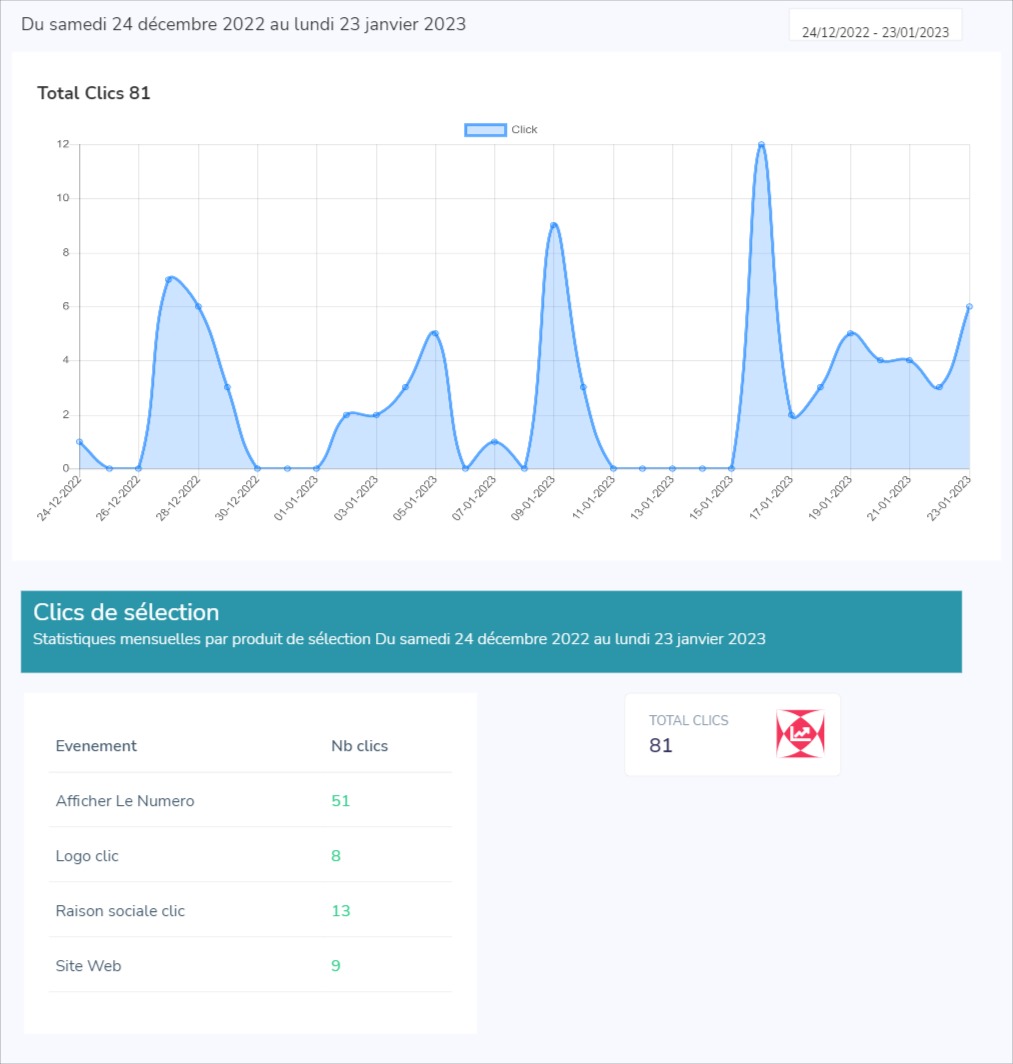 Du samedi 24 décembre 2022 au lundi 23 janvier 2023
24/12/2022 - 23/01/2023
Total Clics 81
Click
12
10
8
6
4
2
0
24-12-2022
26-12-2022
28-12-2022
30-12-2022
01-01-2023
03-01-2023
05-01-2023
07-01-2023
09-01-2023
11-01-2023
13-01-2023
15-01-2023
17-01-2023
19-01-2023
21-01-2023
23-01-2023
Clics de sélection
Statistiques mensuelles par produit de sélection Du samedi 24 décembre 2022 au lundi 23 janvier 2023
Evenement Nb clics
Afficher Le Numero 51
Logo clic 8
Raison sociale clic 13
Site Web 9
TOTAL CLICS
81